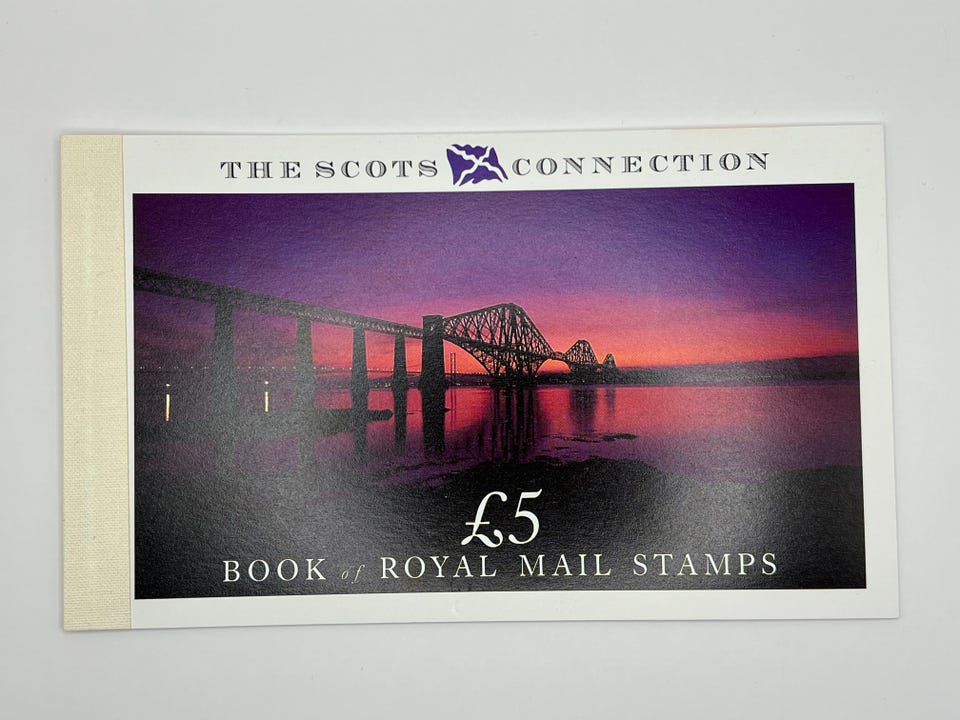 THE SCOTS CONNECTION
£5
BOOK of ROYAL MAIL STAMPS